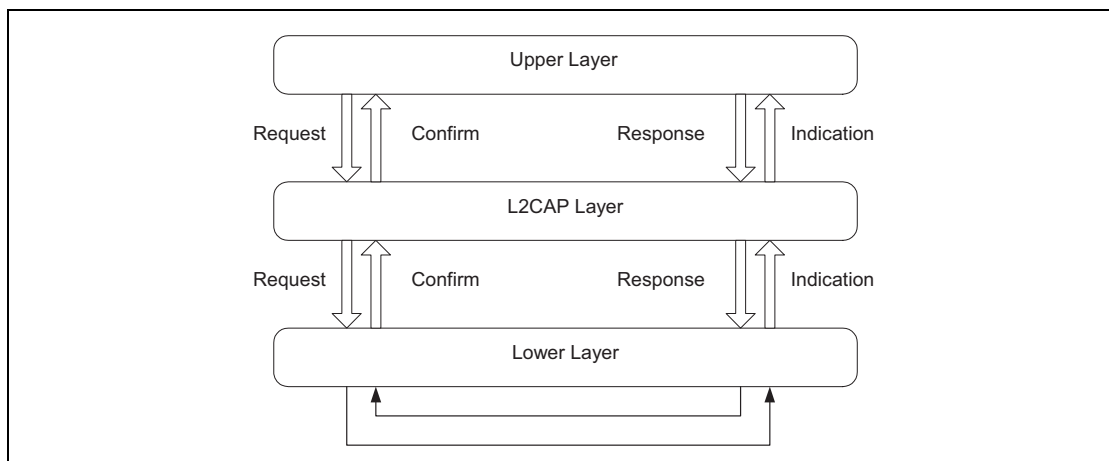 Upper Layer
Request Confirm Response Indication
L2CAP Layer
Request Confirm Response Indication
Lower Layer